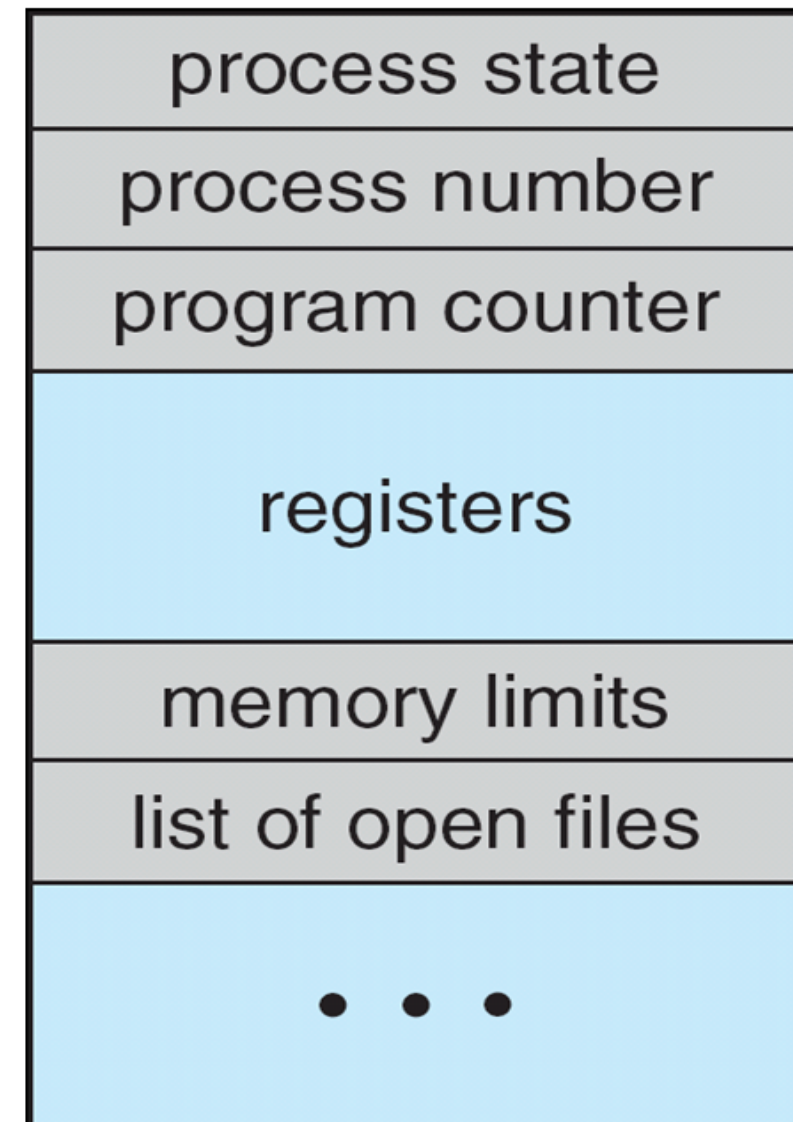 process state
process number
program counter
registers
memory limits
list of open files
• • •